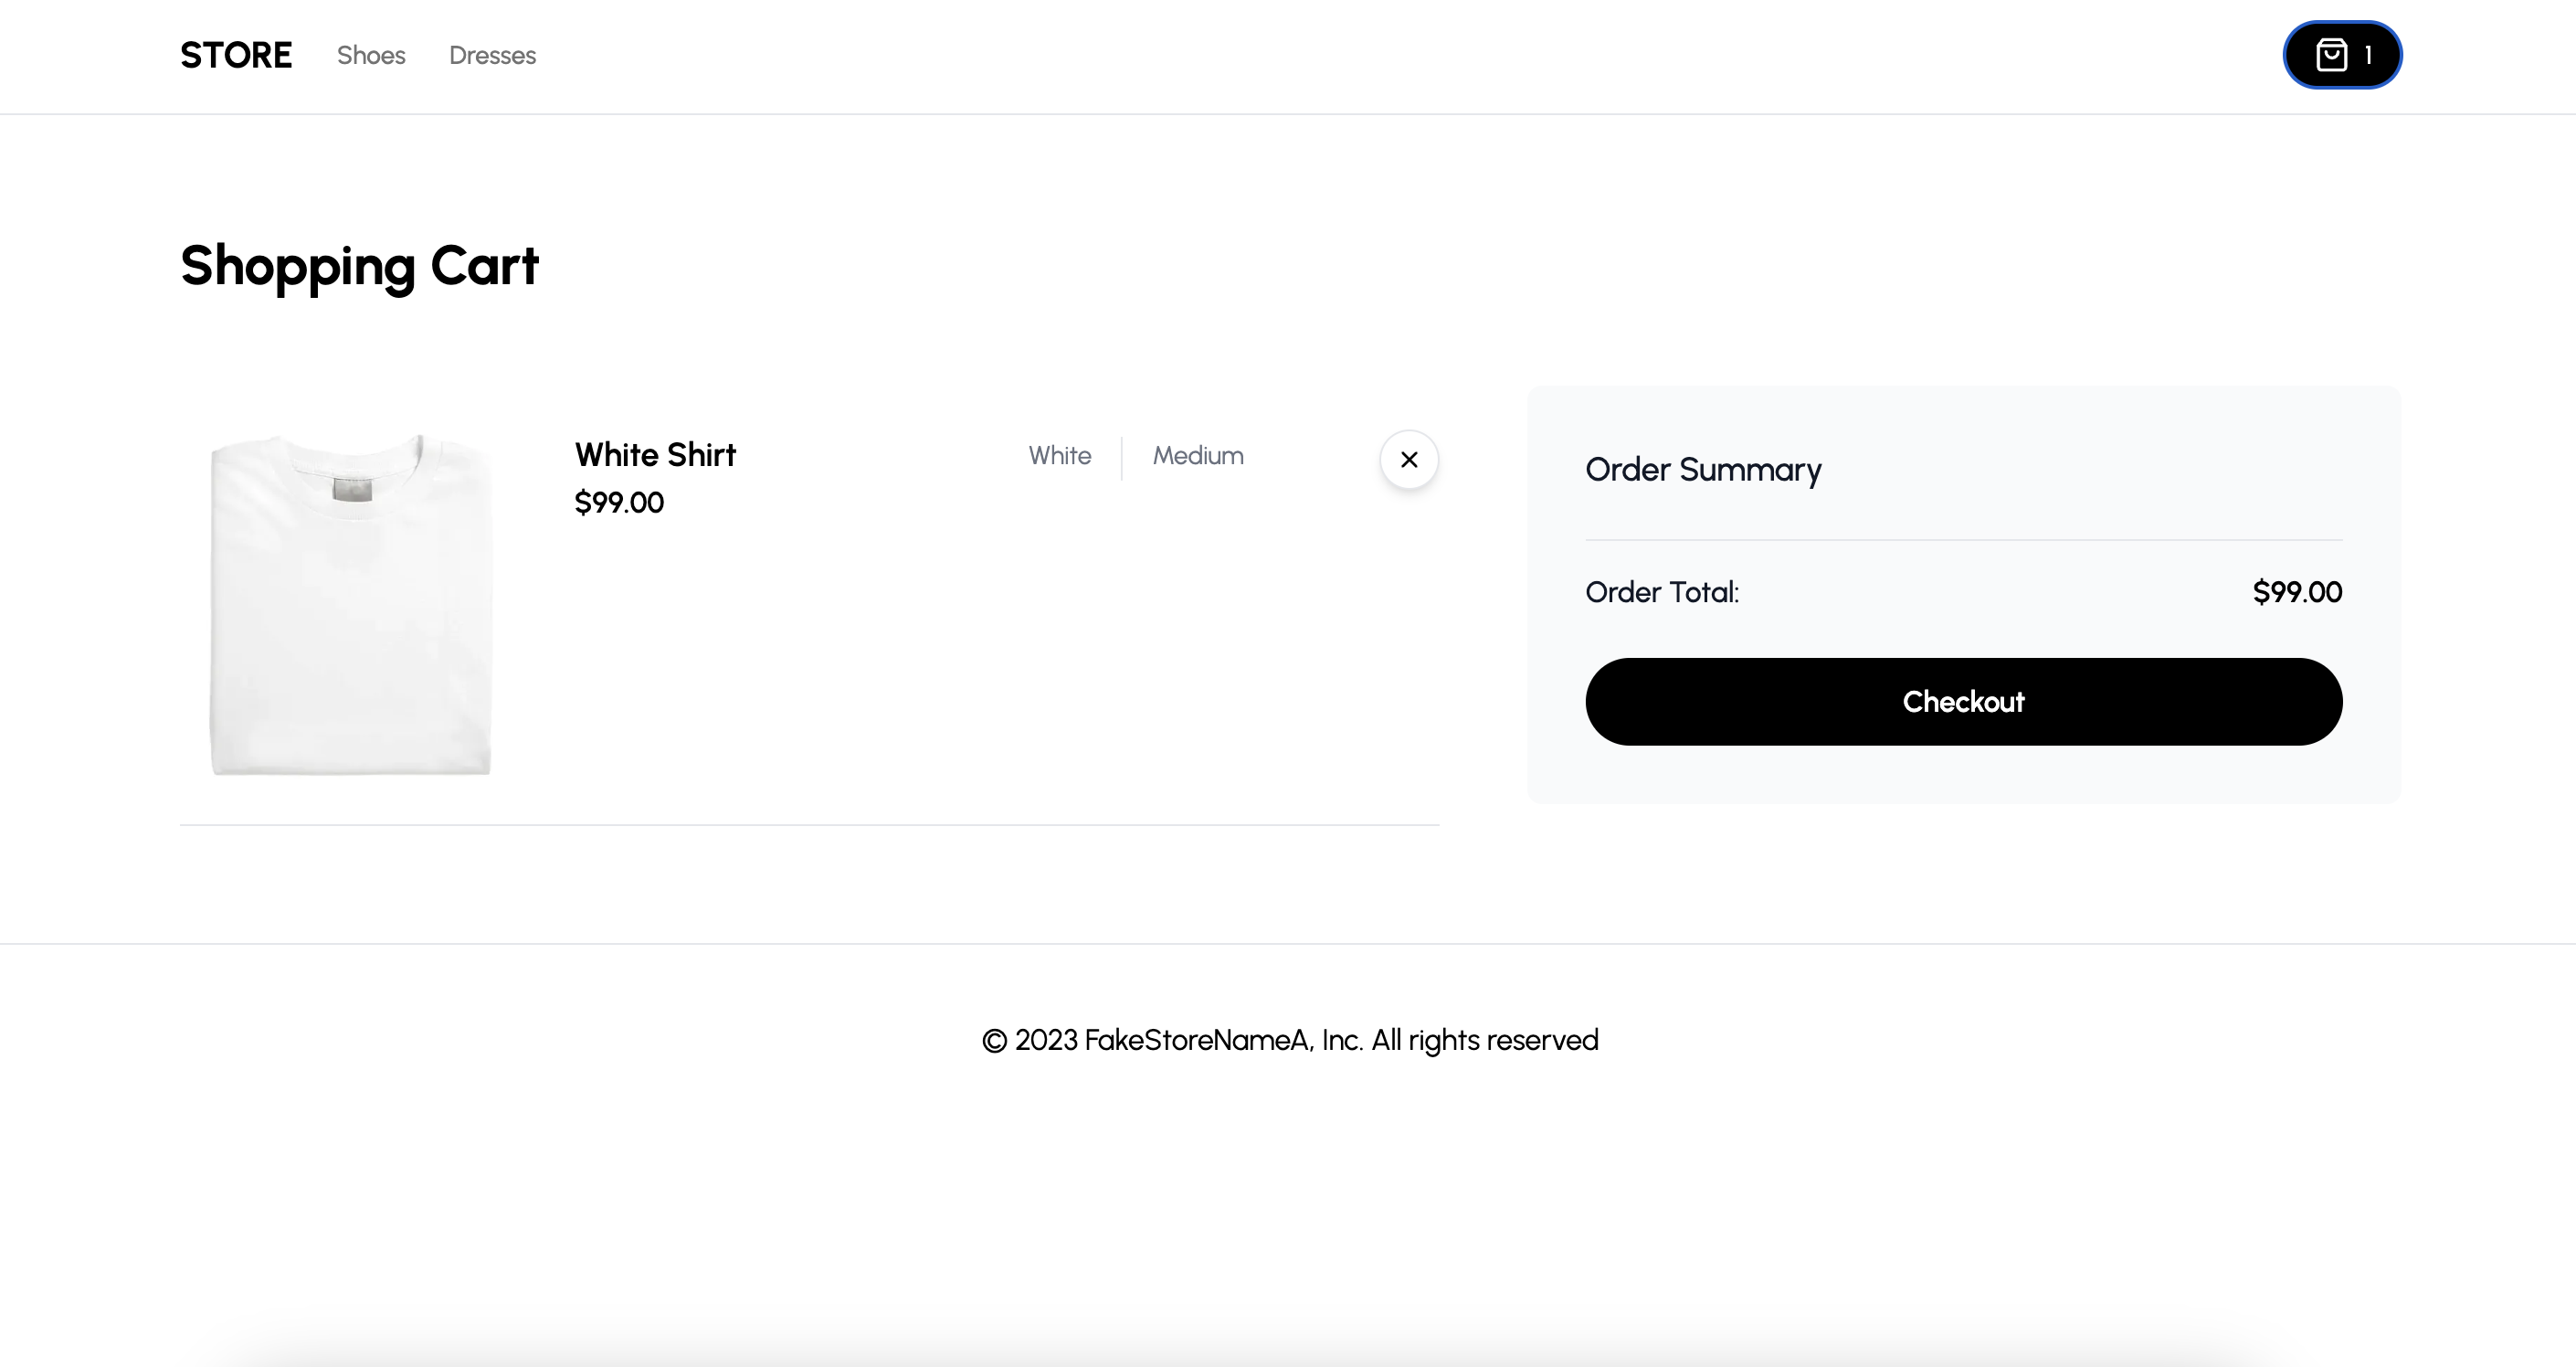 STORE Shoes Dresses 1
Shopping Cart
White Shirt White Medium
$99.00
Order Summary
Order Total: $99.00
Checkout
© 2023 FakeStoreNameA, Inc. All rights reserved